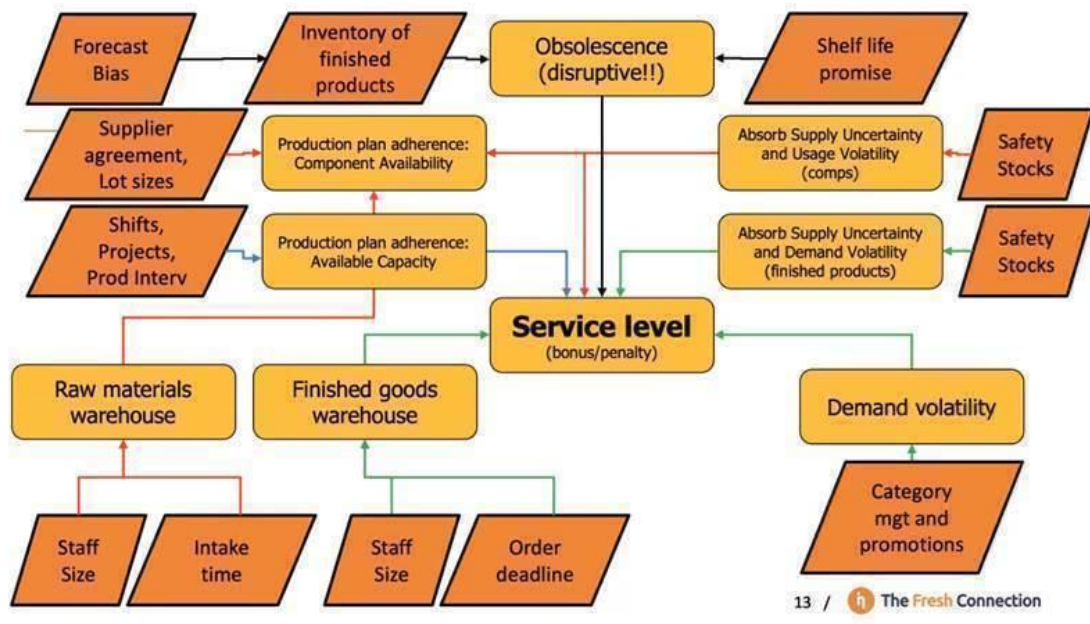 Forecast
Bias
Inventory of
finished
products
Obsolescence
(disruptive!!)
Shelf life
promise
Supplier
agreement,
Lot sizes
Production plan adherence:
Component Availability
Absorb Supply Uncertainty
and Usage Volatility
(comps)
Safety
Stocks
Shifts,
Projects,
Prod Interv
Production plan adherence:
Available Capacity
Absorb Supply Uncertainty
and Demand Volatility
(finished products)
Safety
Stocks
Service level
(bonus/penalty)
Raw materials
warehouse
Finished goods
warehouse
Demand volatility
Staff
Size
Intake
time
Staff
Size
Order
deadline
Category
mgt and
promotions
13 / The Fresh Connection